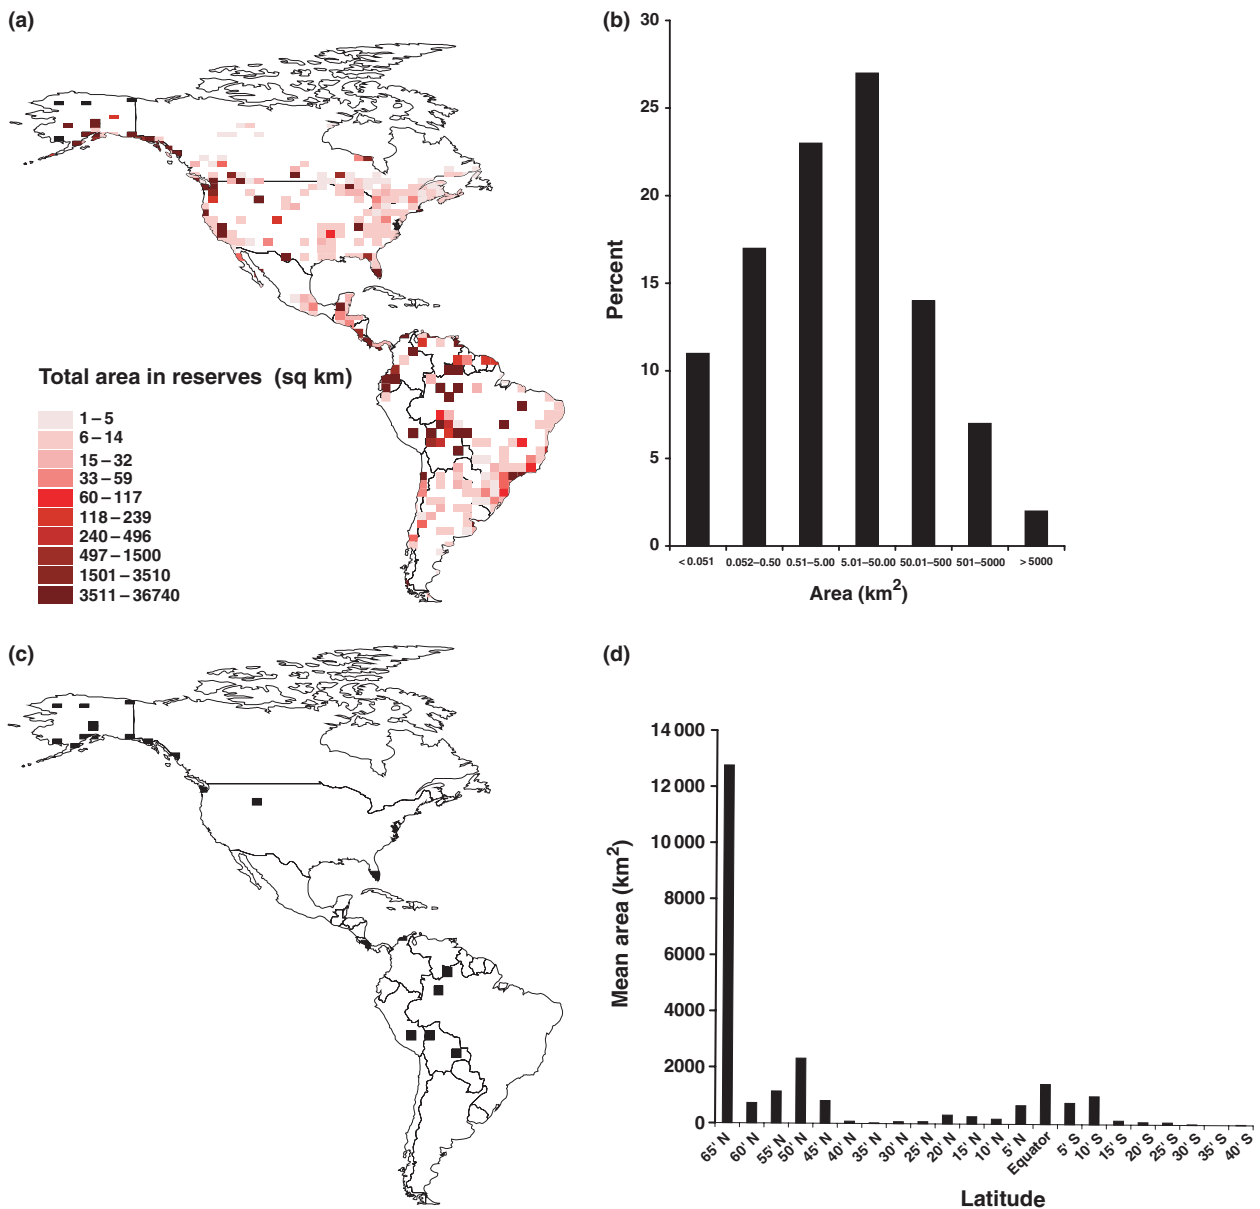 (a)
Total area in reserves (sq km)
1 – 5
6 – 14
15 – 32
33 – 59
60 – 117
118 – 239
240 – 496
497 – 1500
1501 – 3510
3511 – 36740
(b)
30
25
20
15
10
5
0
Percent
< 0.051 0.052–0.50 0.51–5.00 5.01–50.00 50.01–500 501–5000 > 5000
Area (km²)
(c)
(d)
14 000
12 000
10 000
8000
6000
4000
2000
0
Mean area (km²)
65' N 60' N 55' N 50' N 45' N 40' N 35' N 30' N 25' N 20' N 15' N 10' N 5' N Equator 5' S 10' S 15' S 20' S 25' S 30' S 35' S 40' S
Latitude